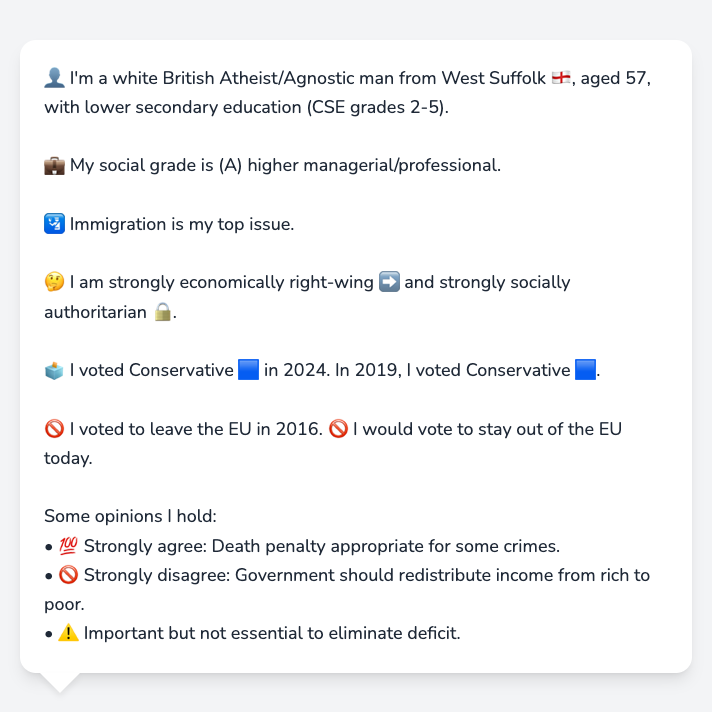 👤 I'm a white British Atheist/Agnostic man from West Suffolk 🏴󠁧󠁢󠁥󠁮󠁧󠁿, aged 57,
with lower secondary education (CSE grades 2-5).
💼 My social grade is (A) higher managerial/professional.
🛂 Immigration is my top issue.
🤔 I am strongly economically right-wing ➡️ and strongly socially
authoritarian 🔒.
🗳️ I voted Conservative 🟦 in 2024. In 2019, I voted Conservative 🟦.
🚫 I voted to leave the EU in 2016. 🚫 I would vote to stay out of the EU
today.
Some opinions I hold:
• 💯 Strongly agree: Death penalty appropriate for some crimes.
• 🚫 Strongly disagree: Government should redistribute income from rich to
poor.
• ⚠️ Important but not essential to eliminate deficit.